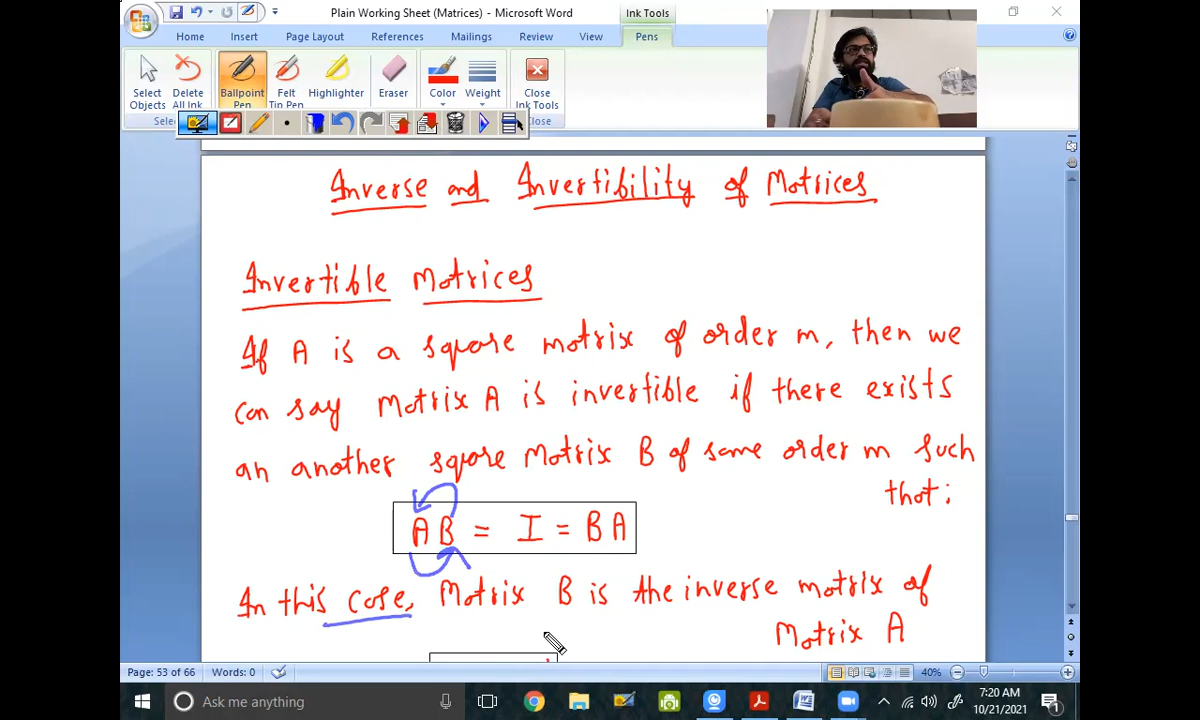 Plain Working Sheet (Matrices) - Microsoft Word
Ink Tools
Home Insert Page Layout References Mailings Review View Pens
Select Objects
Delete All Ink
Ballpoint Pen
Felt Tip Pen
Highlighter
Eraser
Color
Weight
Close Ink Tools
Close
Inverse and Invertibility of Matrices
Invertible Matrices
If A is a square matrix of order m, then we
can say Matrix A is invertible if there exists
an another square Matrix B of same order m such
that:
AB = I = BA
In this case, Matrix B is the inverse matrix of
Matrix A
Page: 53 of 66 Words: 0 40%
Ask me anything
7:20 AM
10/21/2021
1